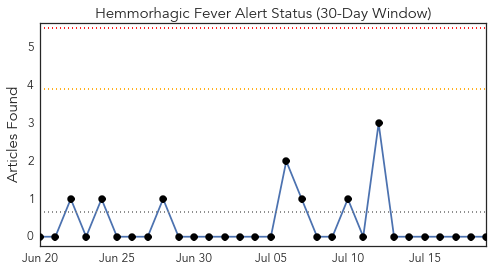 Hemmorhagic Fever Alert Status (30-Day Window)
Articles Found
5
4
3
2
1
0
Jun 20 Jun 25 Jun 30 Jul 05 Jul 10 Jul 15